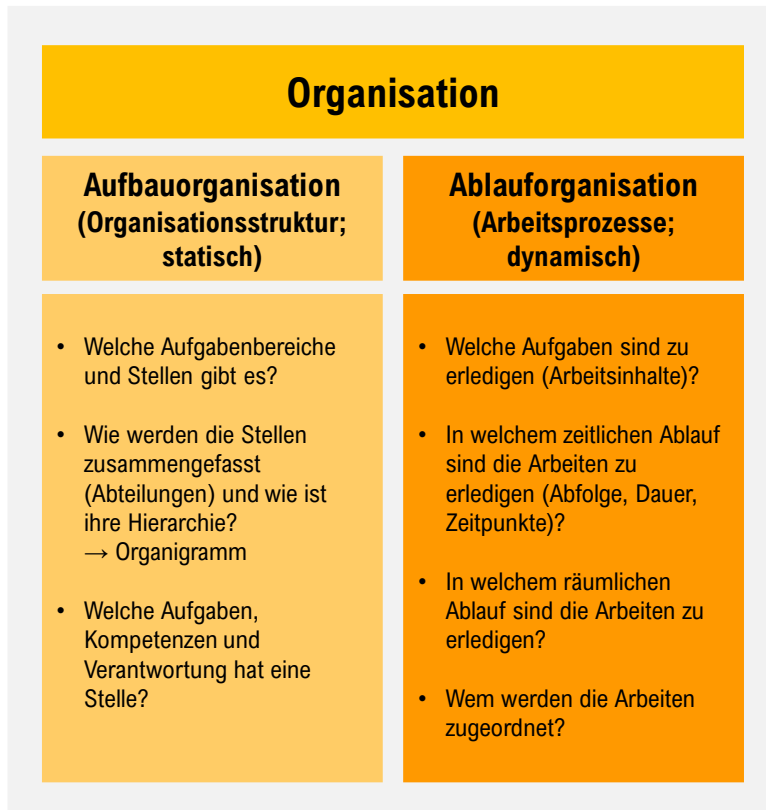 Organisation
Aufbauorganisation
(Organisationsstruktur;
statisch)
Ablauforganisation
(Arbeitsprozesse;
dynamisch)
• Welche Aufgabenbereiche
und Stellen gibt es?
• Wie werden die Stellen
zusammengefasst
(Abteilungen) und wie ist
ihre Hierarchie?
→ Organigramm
• Welche Aufgaben,
Kompetenzen und
Verantwortung hat eine
Stelle?
• Welche Aufgaben sind zu
erledigen (Arbeitsinhalte)?
• In welchem zeitlichen Ablauf
sind die Arbeiten zu
erledigen (Abfolge, Dauer,
Zeitpunkte)?
• In welchem räumlichen
Ablauf sind die Arbeiten zu
erledigen?
• Wem werden die Arbeiten
zugeordnet?